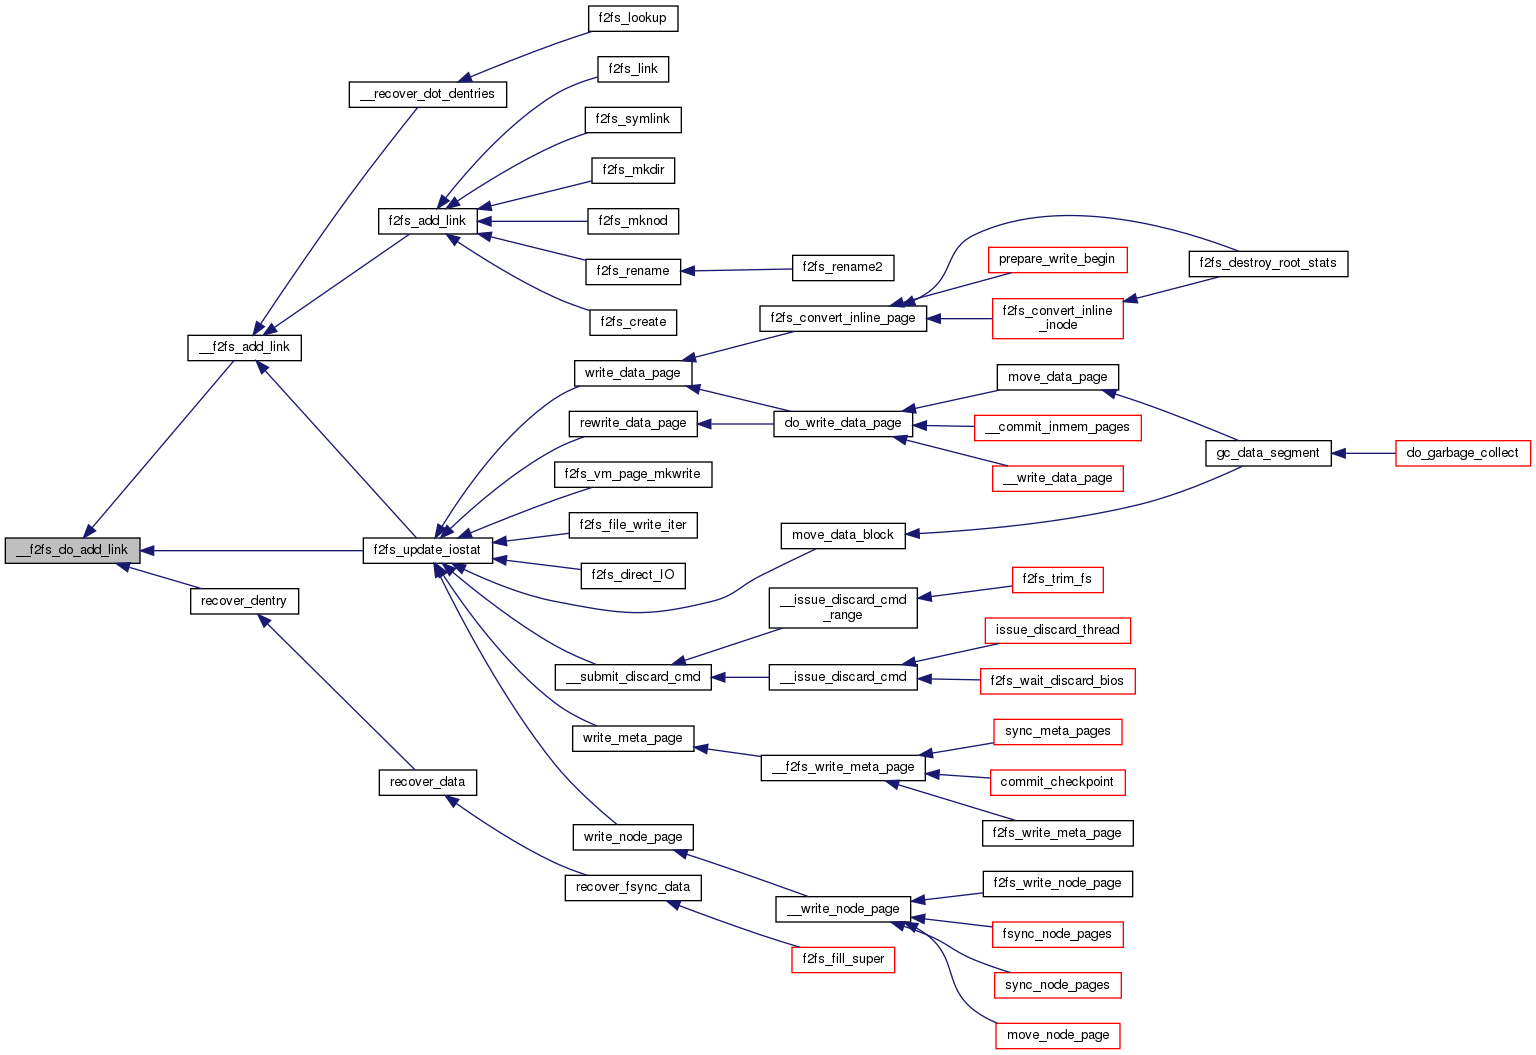 f2fs_lookup
f2fs_link
__recover_dot_dentries
f2fs_symlink
f2fs_mkdir
f2fs_add_link
f2fs_mknod
f2fs_rename
f2fs_rename2
prepare_write_begin
f2fs_destroy_root_stats
f2fs_create
f2fs_convert_inline_page
f2fs_convert_inline
_inode
__f2fs_add_link
write_data_page
move_data_page
rewrite_data_page
do_write_data_page
__commit_inmem_pages
gc_data_segment
do_garbage_collect
f2fs_vm_page_mkwrite
__write_data_page
f2fs_file_write_iter
move_data_block
__f2fs_do_add_link
f2fs_update_iostat
f2fs_direct_IO
f2fs_trim_fs
recover_dentry
__issue_discard_cmd
_range
issue_discard_thread
__submit_discard_cmd
__issue_discard_cmd
f2fs_wait_discard_bios
write_meta_page
sync_meta_pages
__f2fs_write_meta_page
recover_data
commit_checkpoint
write_node_page
f2fs_write_meta_page
recover_fsync_data
f2fs_write_node_page
__write_node_page
fsync_node_pages
f2fs_fill_super
sync_node_pages
move_node_page